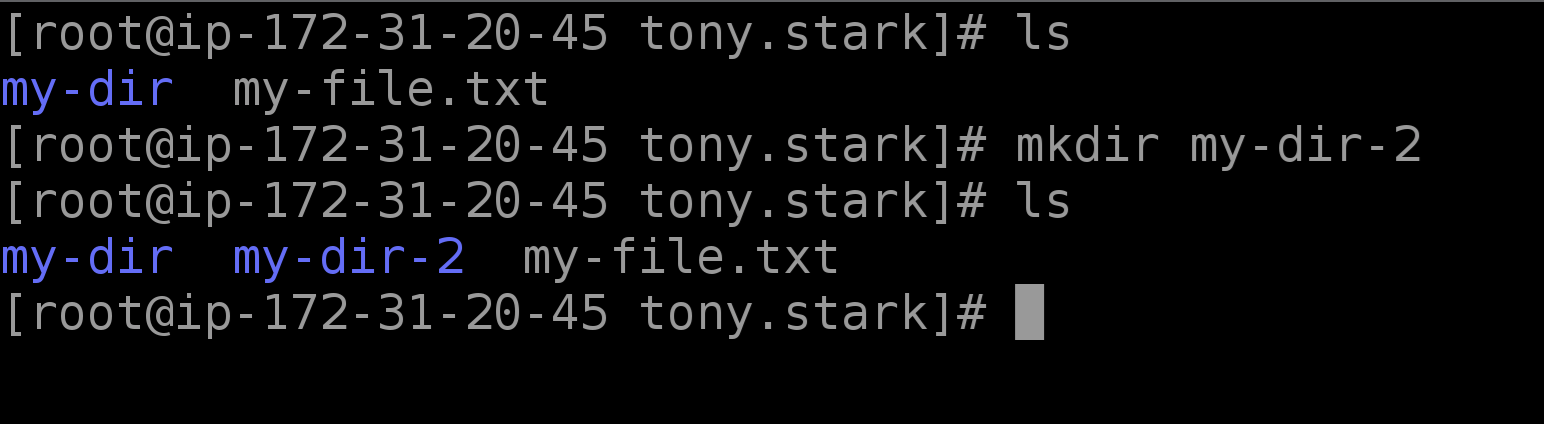 [root@ip-172-31-20-45 tony.stark]# ls
my-dir  my-file.txt
[root@ip-172-31-20-45 tony.stark]# mkdir my-dir-2
[root@ip-172-31-20-45 tony.stark]# ls
my-dir  my-dir-2  my-file.txt
[root@ip-172-31-20-45 tony.stark]#